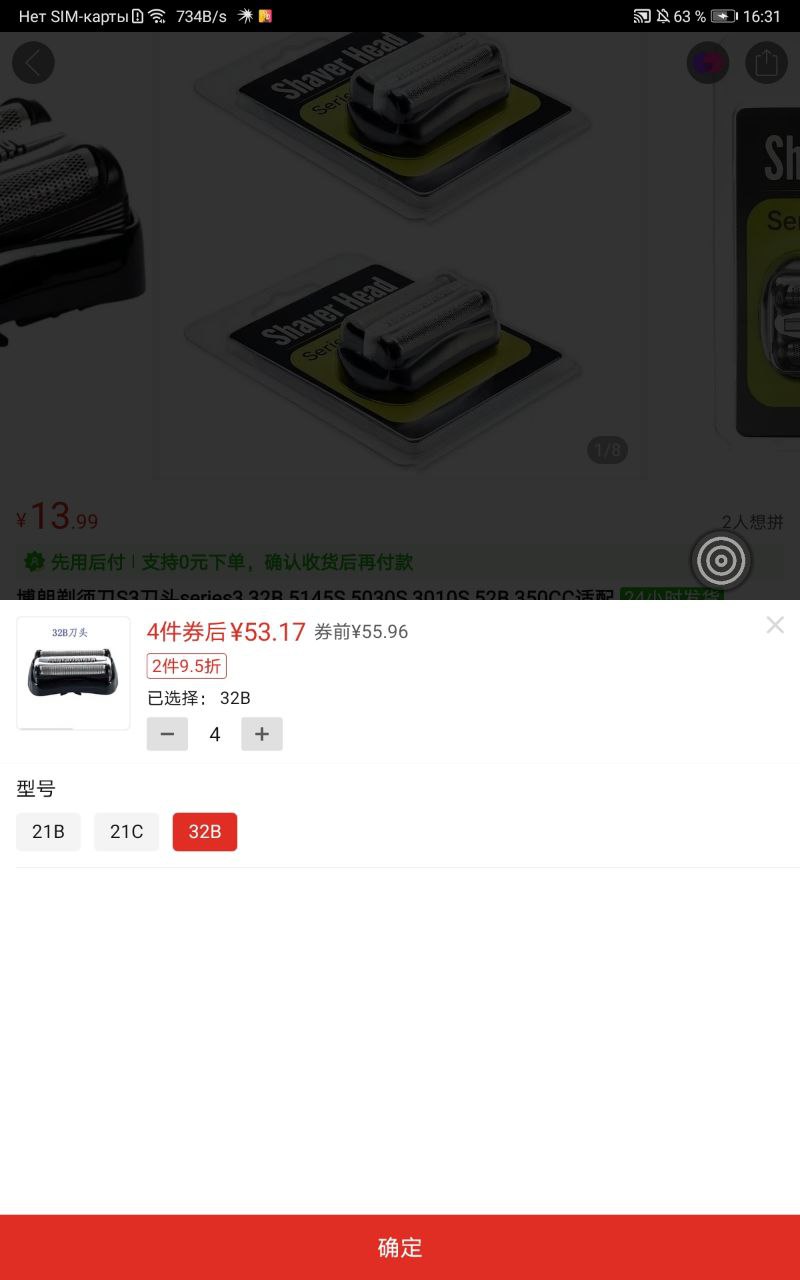 Нет SIM-карты 734B/s 63 % 16:31
Shaver Head
Shaver Head
1/8
¥13.99
2人想拼
先用后付 | 支持0元下单，确认收货后再付款
博朗剃须刀S3刀头series3 32B 5145S 5030S 3010S 52B 350CC适配 24小时发货
32B刀头
4件券后¥53.17 券前¥55.96
2件9.5折
已选择： 32B
− 4 +
型号
21B 21C 32B
确定